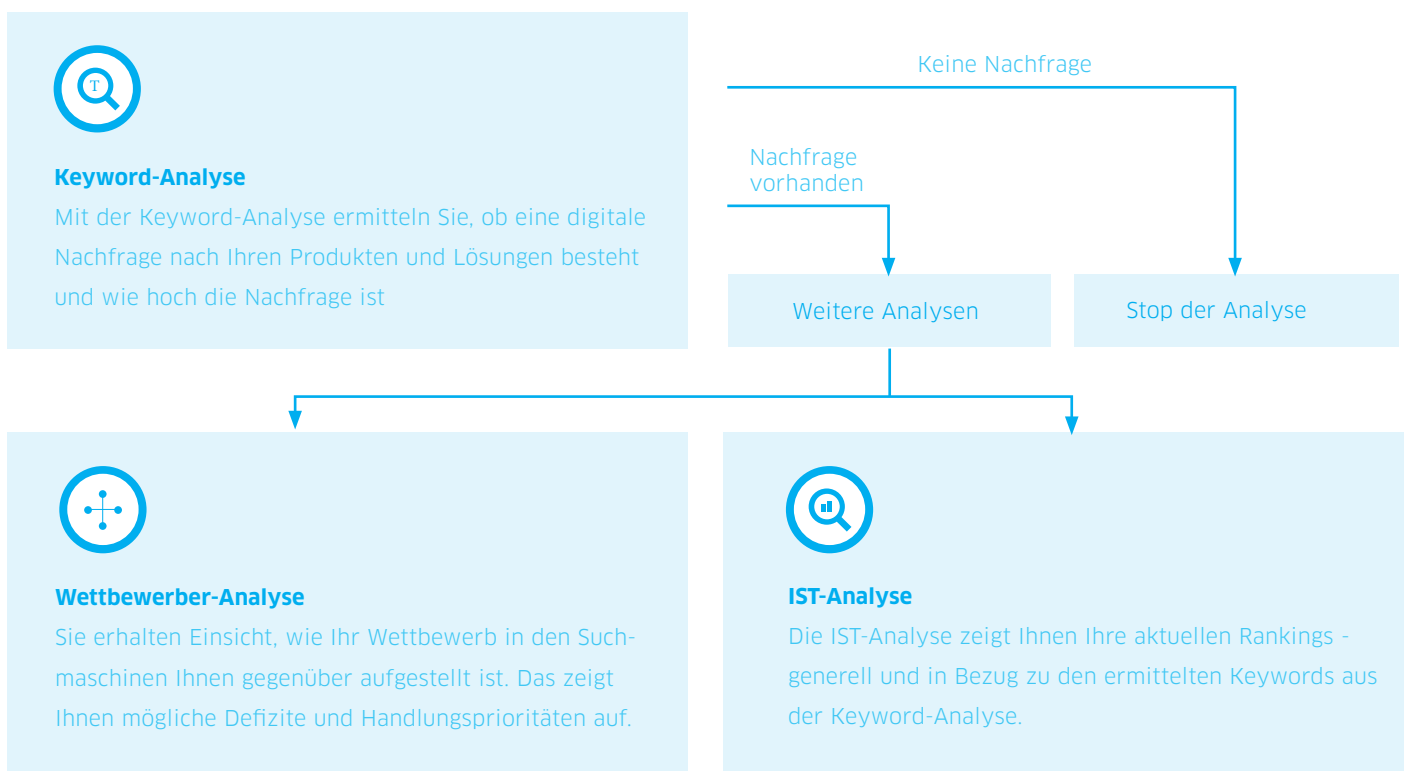 T
Keyword-Analyse
Mit der Keyword-Analyse ermitteln Sie, ob eine digitale
Nachfrage nach Ihren Produkten und Lösungen besteht
und wie hoch die Nachfrage ist
Keine Nachfrage
Nachfrage
vorhanden
Weitere Analysen
Stop der Analyse
Wettbewerber-Analyse
Sie erhalten Einsicht, wie Ihr Wettbewerb in den Such-
maschinen Ihnen gegenüber aufgestellt ist. Das zeigt
Ihnen mögliche Defizite und Handlungsprioritäten auf.
IST-Analyse
Die IST-Analyse zeigt Ihnen Ihre aktuellen Rankings -
generell und in Bezug zu den ermittelten Keywords aus
der Keyword-Analyse.